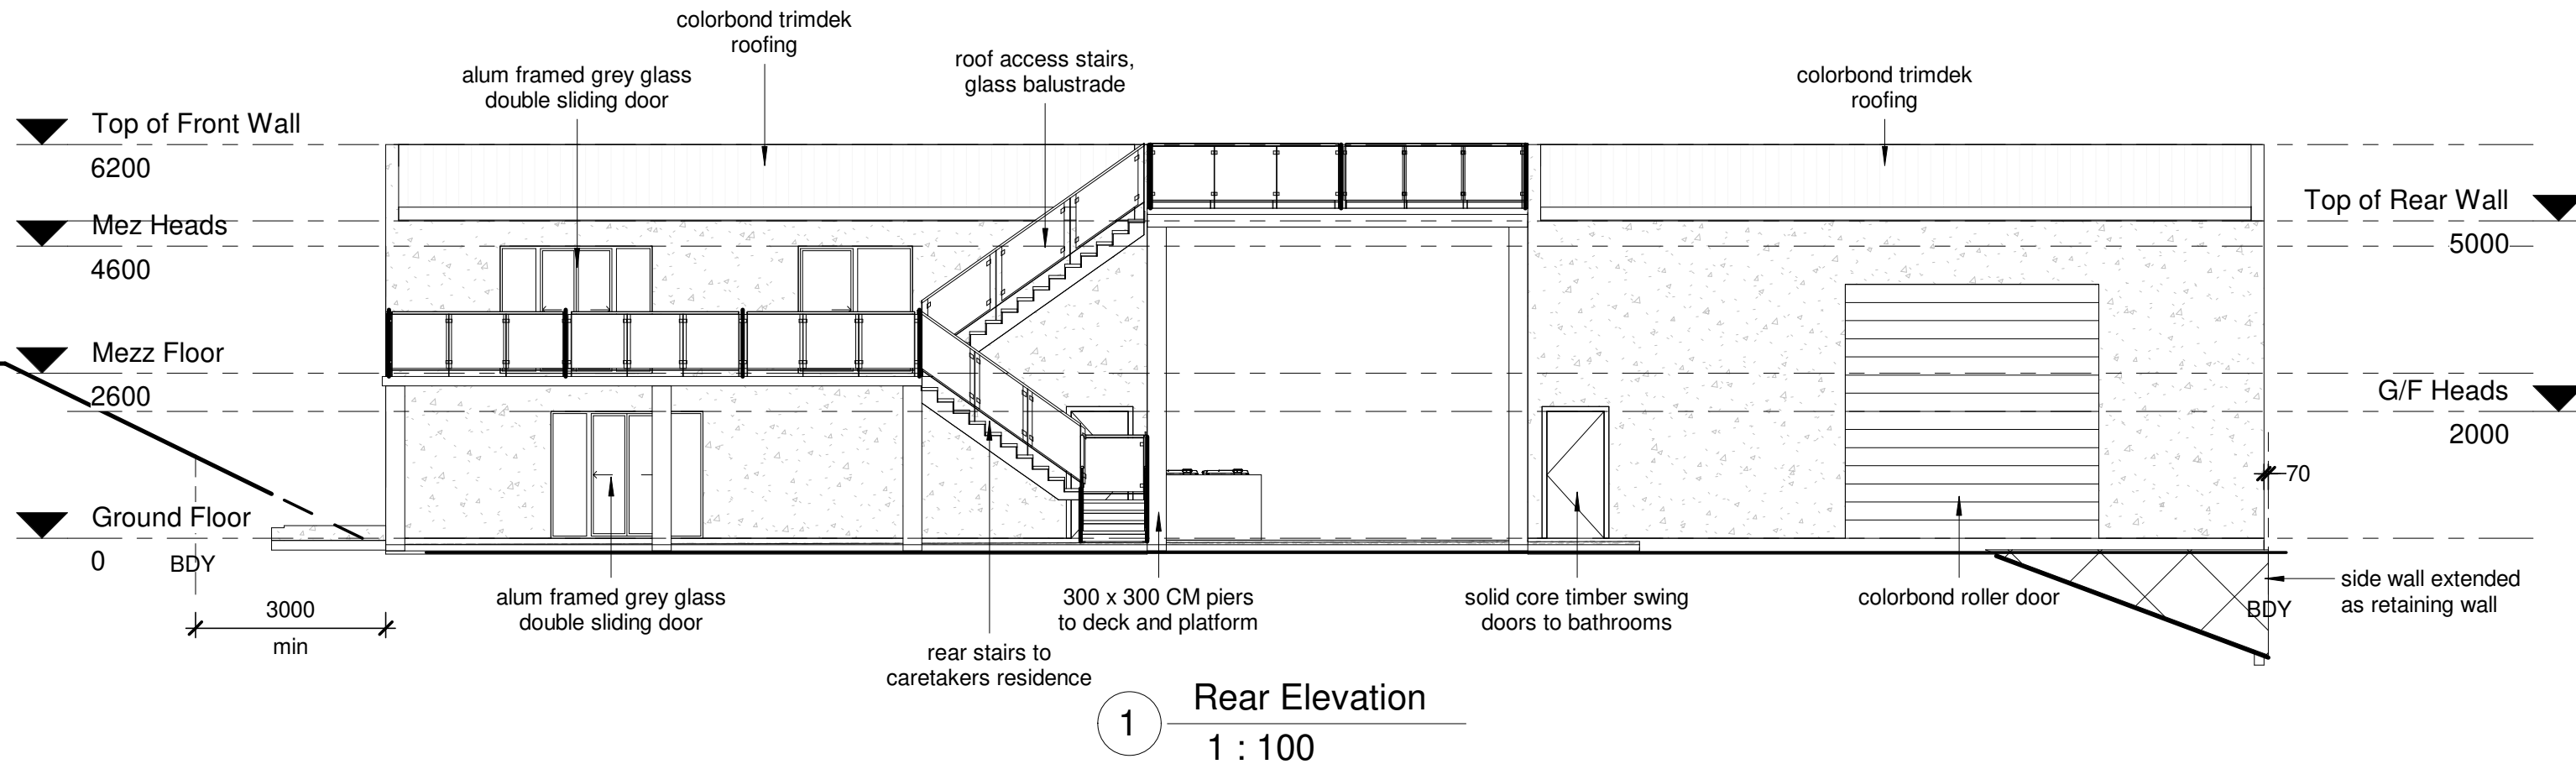 colorbond trimdek
roofing
roof access stairs,
glass balustrade
alum framed grey glass
double sliding door
colorbond trimdek
roofing
Top of Front Wall
6200
Mez Heads
4600
Mezz Floor
2600
Ground Floor
0
BDY
3000
min
Top of Rear Wall
5000
G/F Heads
2000
70
alum framed grey glass
double sliding door
rear stairs to
caretakers residence
300 x 300 CM piers
to deck and platform
solid core timber swing
doors to bathrooms
colorbond roller door
side wall extended
as retaining wall
BDY
1
Rear Elevation
1 : 100